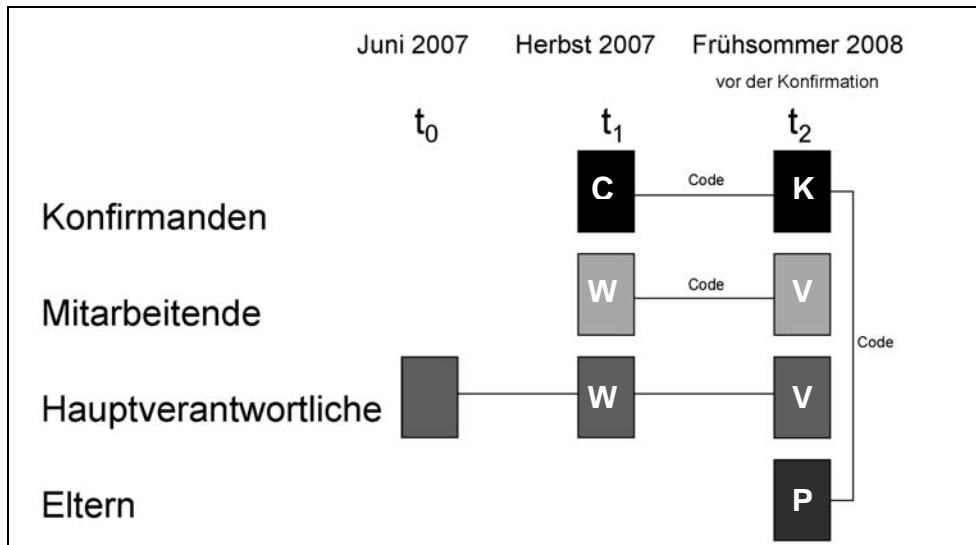 Juni 2007 Herbst 2007 Frühsommer 2008
vor der Konfirmation
t0 t1 t2
C Code K
Konfirmanden
W Code V
Mitarbeitende
Code
W V
Hauptverantwortliche
P
Eltern